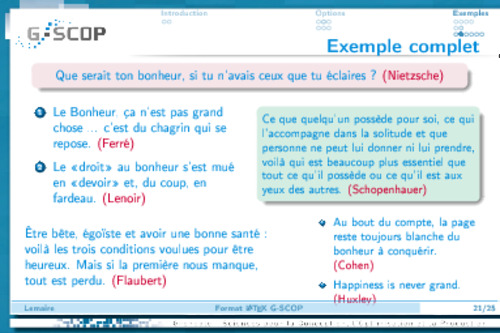 Introduction
Options
Exemples
G-SCOP
Exemple complet
Que serait ton bonheur, si tu n'avais ceux que tu éclaires ? (Nietzsche)
1 Le Bonheur, ça n'est pas grand
chose ... c'est du chagrin qui se
repose. (Ferré)
2 Le «droit» au bonheur s'est mué
en «devoir» et, du coup, en
fardeau. (Lenoir)
Être bête, égoïste et avoir une bonne santé :
voilà les trois conditions voulues pour être
heureux. Mais si la première nous manque,
tout est perdu. (Flaubert)
Ce que quelqu'un possède pour soi, ce qui
l'accompagne dans la solitude et que
personne ne peut lui donner ni lui prendre,
voilà qui est beaucoup plus essentiel que
tout ce qu'il possède ou ce qu'il est aux
yeux des autres. (Schopenhauer)
Au bout du compte, la page
reste toujours blanche du
bonheur à conquérir.
(Cohen)
Happiness is never grand.
(Huxley)
Lemaire
Format LATEX G-SCOP
21/25